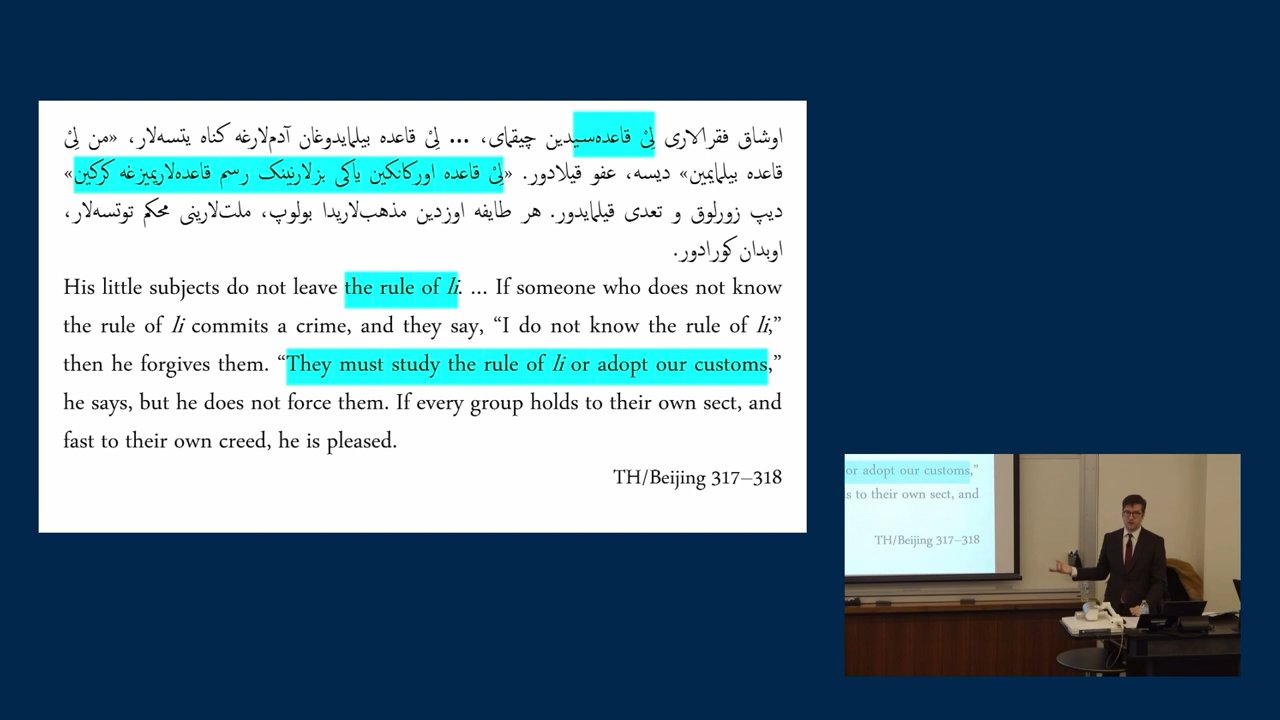 اوشاق فقرالاری لِیْ قاعده‌سیدین چیقمای، ... لِیْ قاعده بیلمایدوغان آدم‌لارغه کناه یتسه‌لار، «من لِیْ
قاعده بیلمایمین» دیسه، عفو قیلادور. «لِیْ قاعده اورکانکین یاکی بزلارنینک رسم قاعده‌لاریمیزغه کرکین»
دیپ زورلوق و تعدی قیلمایدور. هر طایفه اوزدین مذهب‌لاریدا بولوپ، ملت‌لارینی محکم توتسه‌لار،
اوبدان کورادور.
His little subjects do not leave the rule of li. ... If someone who does not know
the rule of li commits a crime, and they say, “I do not know the rule of li,”
then he forgives them. “They must study the rule of li or adopt our customs,”
he says, but he does not force them. If every group holds to their own sect, and
fast to their own creed, he is pleased.
TH/Beijing 317–318
or adopt our customs,”
s to their own sect, and
TH/Beijing 317–318